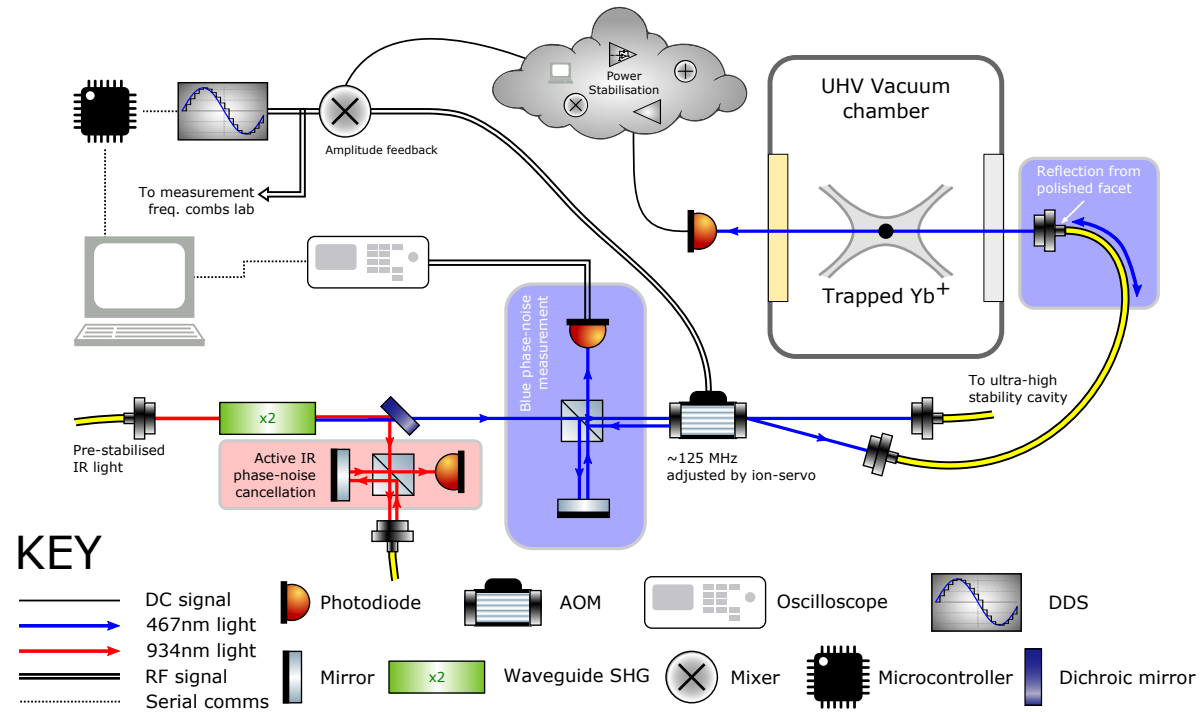 Power
Stabilisation
UHV Vacuum
chamber
Amplitude feedback
Reflection from
polished facet
To measurement
freq. combs lab
Trapped Yb+
Blue phase-noise
measurement
To ultra-high
stability cavity
x2
Pre-stabilised
IR light
Active IR
phase-noise
cancellation
~125 MHz
adjusted by ion-servo
KEY
DC signal
467nm light
934nm light
RF signal
Serial comms
Photodiode
AOM
Oscilloscope
DDS
Mirror
x2
Waveguide SHG
Mixer
Microcontroller
Dichroic mirror